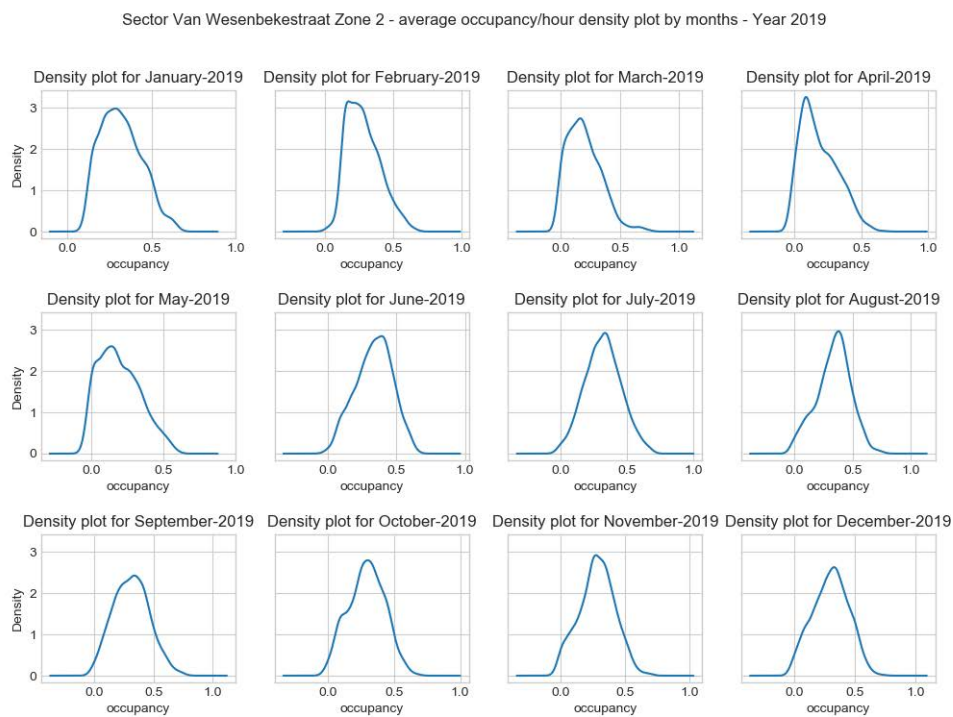 Sector Van Wesenbekestraat Zone 2 - average occupancy/hour density plot by months - Year 2019
Density plot for January-2019 Density plot for February-2019 Density plot for March-2019 Density plot for April-2019
3
2
1
0
Density
0.0 0.5 1.0 0.0 0.5 1.0 0.0 0.5 1.0 0.0 0.5 1.0
occupancy occupancy occupancy occupancy
Density plot for May-2019 Density plot for June-2019 Density plot for July-2019 Density plot for August-2019
3
2
1
0
Density
0.0 0.5 1.0 0.0 0.5 1.0 0.0 0.5 1.0 0.0 0.5 1.0
occupancy occupancy occupancy occupancy
Density plot for September-2019 Density plot for October-2019 Density plot for November-2019 Density plot for December-2019
3
2
1
0
Density
0.0 0.5 1.0 0.0 0.5 1.0 0.0 0.5 1.0 0.0 0.5 1.0
occupancy occupancy occupancy occupancy